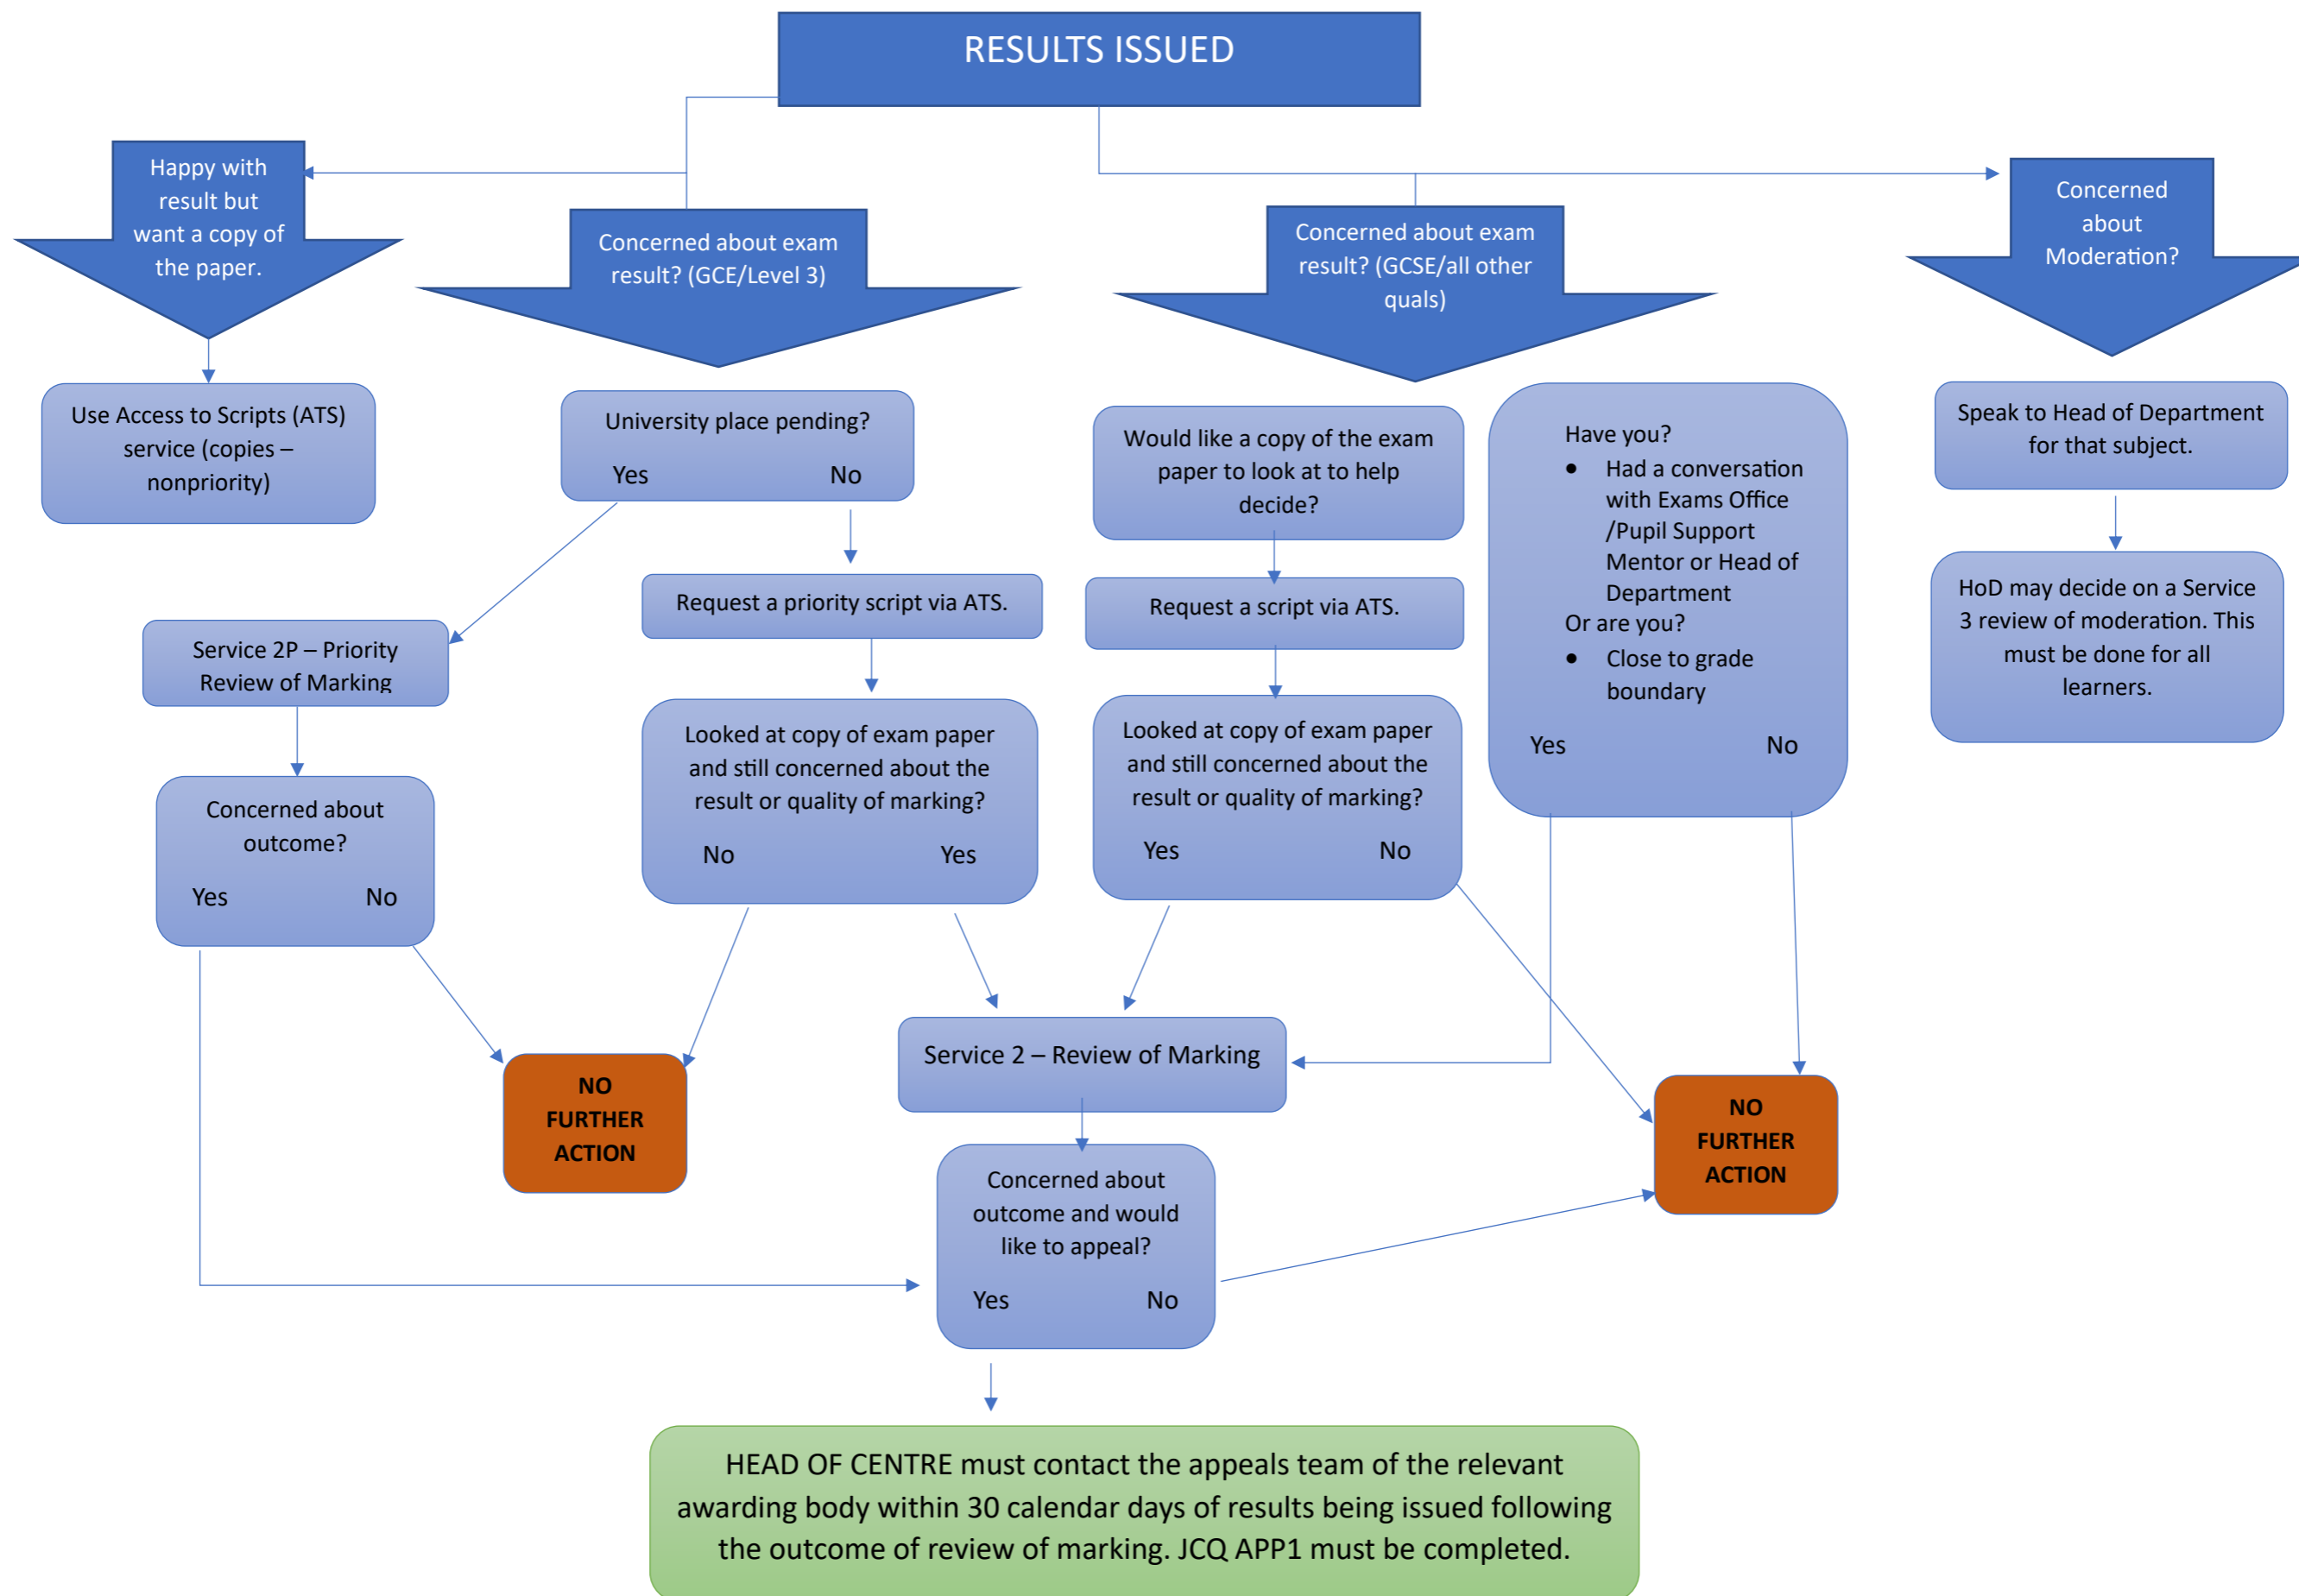 RESULTS ISSUED
Happy with
result but
want a copy of
the paper.
Concerned about exam
result? (GCE/Level 3)
Concerned about exam
result? (GCSE/all other
quals)
Concerned
about
Moderation?
Use Access to Scripts (ATS)
service (copies –
nonpriority)
University place pending?
Yes No
Would like a copy of the exam
paper to look at to help
decide?
Have you?
• Had a conversation
with Exams Office
/Pupil Support
Mentor or Head of
Department
Or are you?
• Close to grade
boundary
Yes No
Speak to Head of Department
for that subject.
Request a priority script via ATS.
Request a script via ATS.
HoD may decide on a Service
3 review of moderation. This
must be done for all
learners.
Service 2P – Priority
Review of Marking
Looked at copy of exam paper
and still concerned about the
result or quality of marking?
No Yes
Looked at copy of exam paper
and still concerned about the
result or quality of marking?
Yes No
Concerned about
outcome?
Yes No
Service 2 – Review of Marking
NO
FURTHER
ACTION
NO
FURTHER
ACTION
Concerned about
outcome and would
like to appeal?
Yes No
HEAD OF CENTRE must contact the appeals team of the relevant
awarding body within 30 calendar days of results being issued following
the outcome of review of marking. JCQ APP1 must be completed.